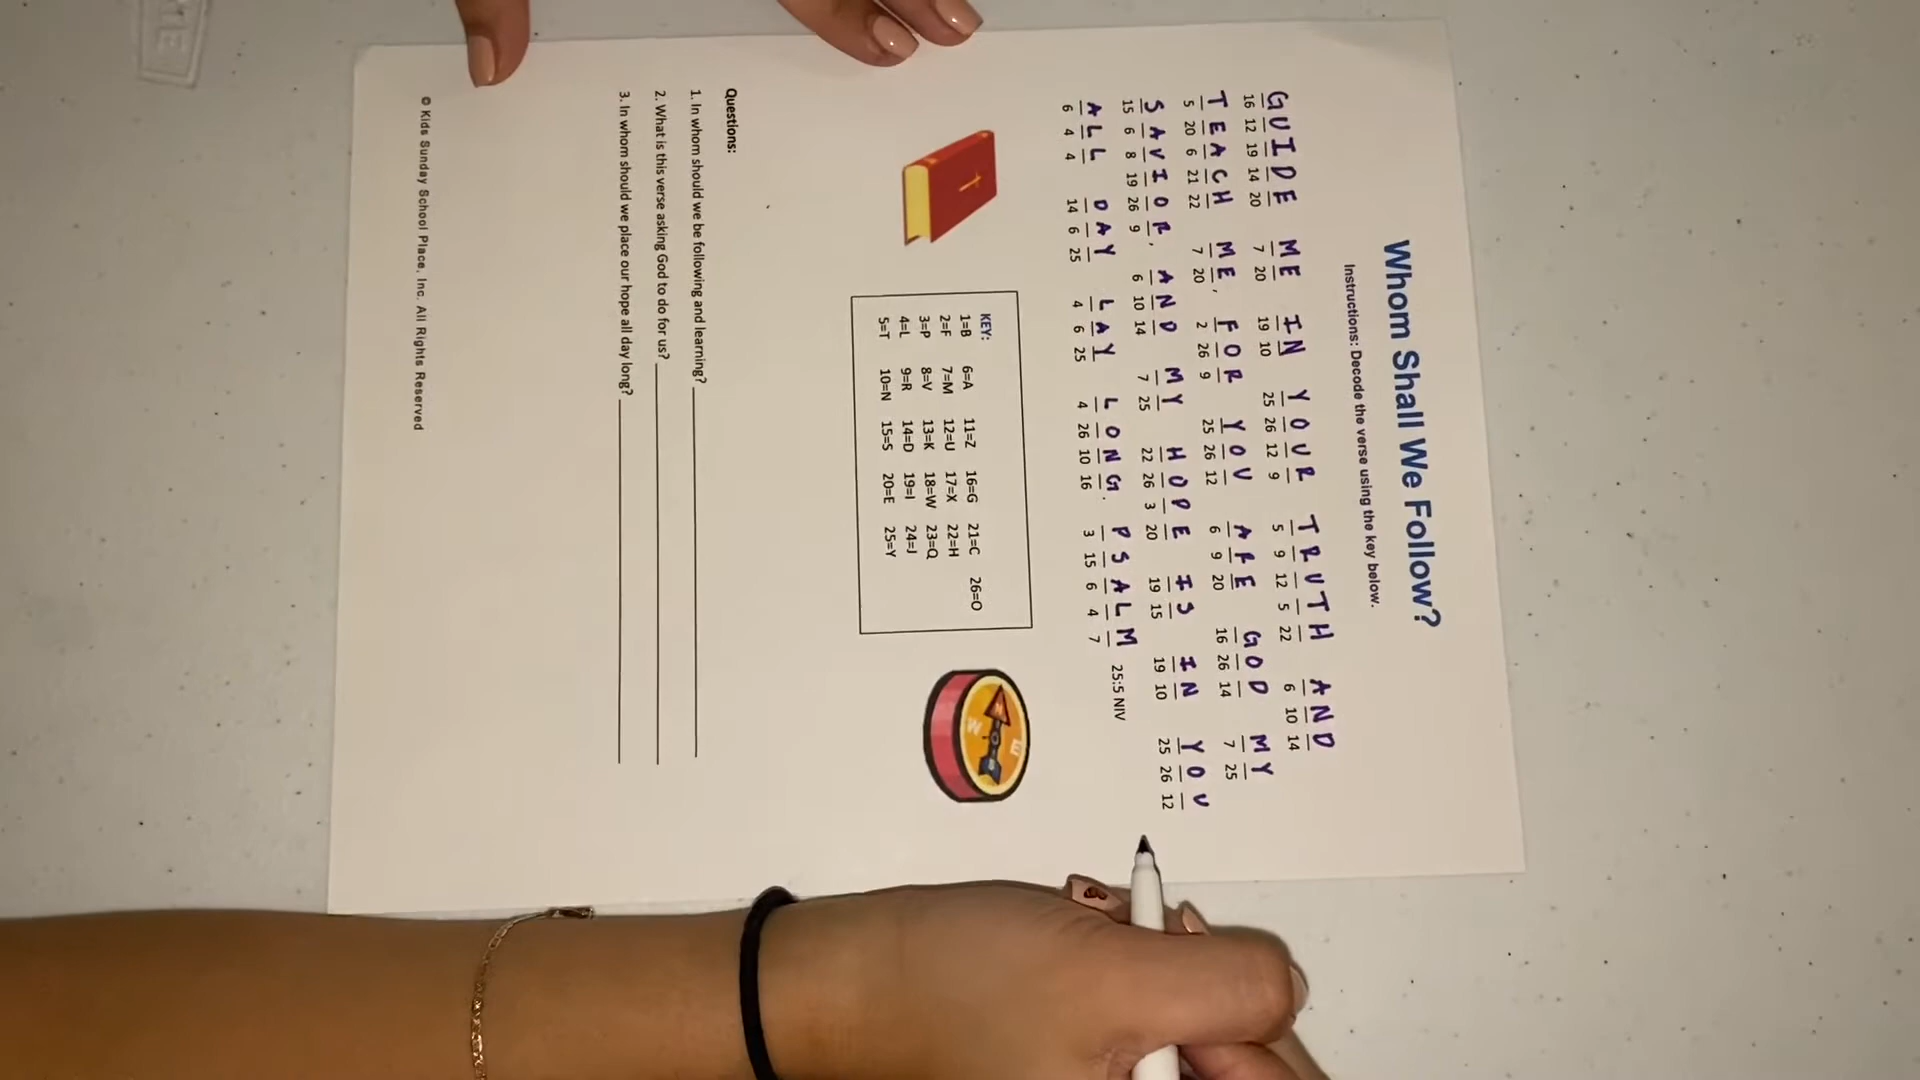 Whom Shall We Follow?
Instructions: Decode the verse using the key below.
GUIDE ME IN YOUR TRUTH AND
16 12 19 14 20 7 20 19 10 25 26 12 9 5 9 12 5 22 6 10 14
TEACH ME, FOR YOU ARE GOD MY
5 20 6 21 22 7 20 2 26 9 25 26 12 6 9 20 16 26 14 7 25
SAVIOR, AND MY HOPE IS IN YOU
15 6 8 19 26 9 6 10 14 7 25 22 26 3 20 19 15 19 10 25 26 12
ALL DAY LAY LONG. PSALM 25:5 NIV
6 4 4 14 6 25 4 6 25 4 26 10 16 3 15 6 4 7
KEY:
1=B 6=A 11=Z 16=G 21=C 26=O
2=F 7=M 12=U 17=X 22=H
3=P 8=V 13=K 18=W 23=Q
4=L 9=R 14=D 19=I 24=J
5=T 10=N 15=S 20=E 25=Y
N
E
W
Questions:
1. In whom should we be following and learning?
2. What is this verse asking God to do for us?
3. In whom should we place our hope all day long?
© Kids Sunday School Place, Inc. All Rights Reserved